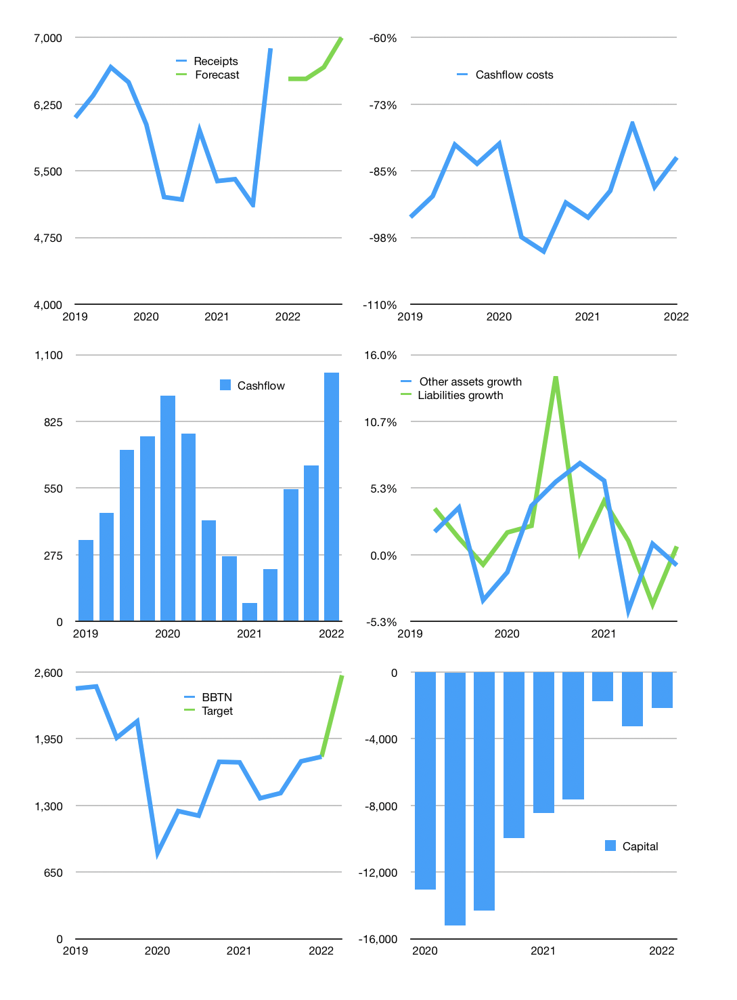 7,000
Receipts
Forecast
6,250
5,500
4,750
4,000
2019 2020 2021 2022
-60%
Cashflow costs
-73%
-85%
-98%
-110%
2019 2020 2021 2022
1,100
Cashflow
825
550
275
0
2019 2020 2021 2022
16.0%
Other assets growth
Liabilities growth
10.7%
5.3%
0.0%
-5.3%
2019 2020 2021
2,600
BBTN
Target
1,950
1,300
650
0
2019 2020 2021 2022
0
-4,000
-8,000
Capital
-12,000
-16,000
2020 2021 2022